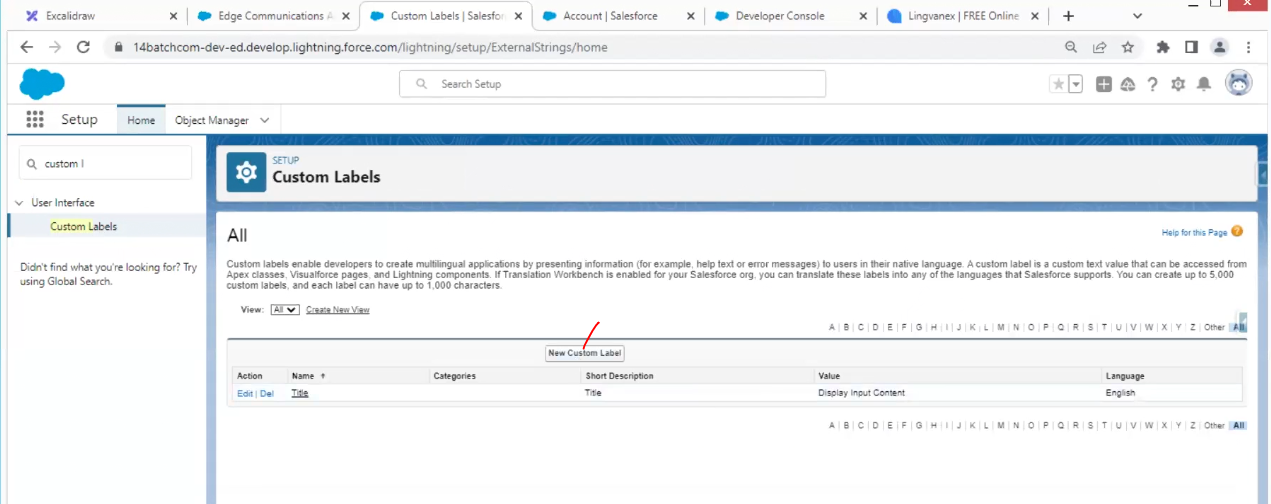 Excalidraw
Edge Communications A
Custom Labels | Salesfor
Account | Salesforce
Developer Console
Lingvanex | FREE Online
14batchcom-dev-ed.develop.lightning.force.com/lightning/setup/ExternalStrings/home
Search Setup
Setup
Home
Object Manager
custom l
User Interface
Custom Labels
Didn't find what you're looking for? Try
using Global Search.
SETUP
Custom Labels
All
Help for this Page
Custom labels enable developers to create multilingual applications by presenting information (for example, help text or error messages) to users in their native language. A custom label is a custom text value that can be accessed from
Apex classes, Visualforce pages, and Lightning components. If Translation Workbench is enabled for your Salesforce org, you can translate these labels into any of the languages that Salesforce supports. You can create up to 5,000
custom labels, and each label can have up to 1,000 characters.
View: All Create New View
A | B | C | D | E | F | G | H | I | J | K | L | M | N | O | P | Q | R | S | T | U | V | W | X | Y | Z | Other | All
New Custom Label
Action Name Categories Short Description Value Language
Edit | Del Title Title Display Input Content English
A | B | C | D | E | F | G | H | I | J | K | L | M | N | O | P | Q | R | S | T | U | V | W | X | Y | Z | Other | All